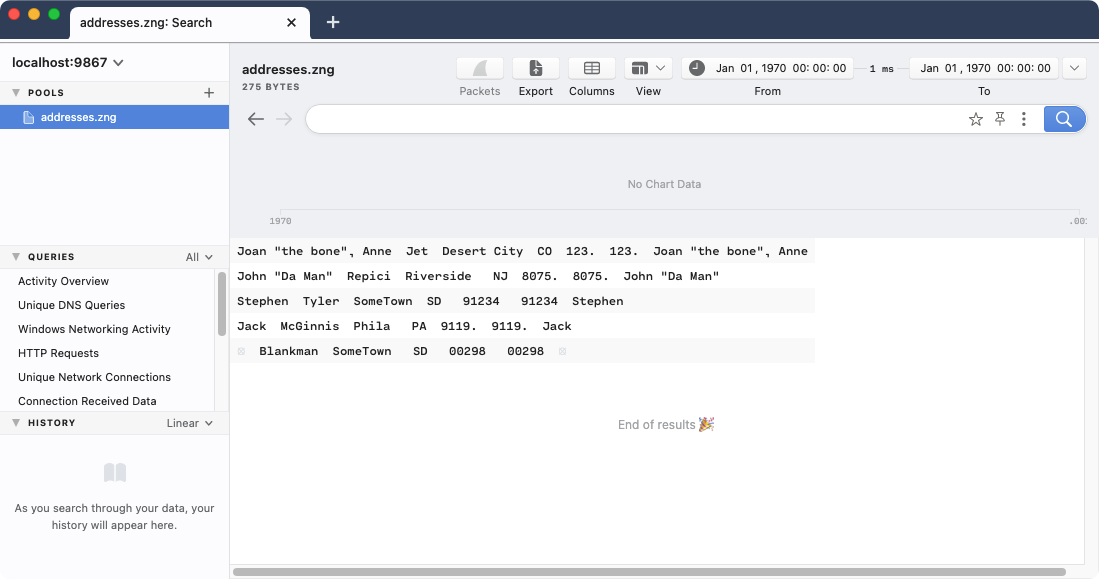 addresses.zng: Search
localhost:9867
POOLS
addresses.zng
QUERIES All
Activity Overview
Unique DNS Queries
Windows Networking Activity
HTTP Requests
Unique Network Connections
Connection Received Data
HISTORY Linear
As you search through your data, your
history will appear here.
addresses.zng
275 BYTES
Packets Export Columns View
Jan 01, 1970 00: 00: 00 1 ms Jan 01, 1970 00: 00: 00
From To
No Chart Data
1970 .00
Joan "the bone", Anne Jet Desert City CO 123. 123. Joan "the bone", Anne
John "Da Man" Repici Riverside NJ 8075. 8075. John "Da Man"
Stephen Tyler SomeTown SD 91234 91234 Stephen
Jack McGinnis Phila PA 9119. 9119. Jack
Blankman SomeTown SD 00298 00298
End of results 🎉